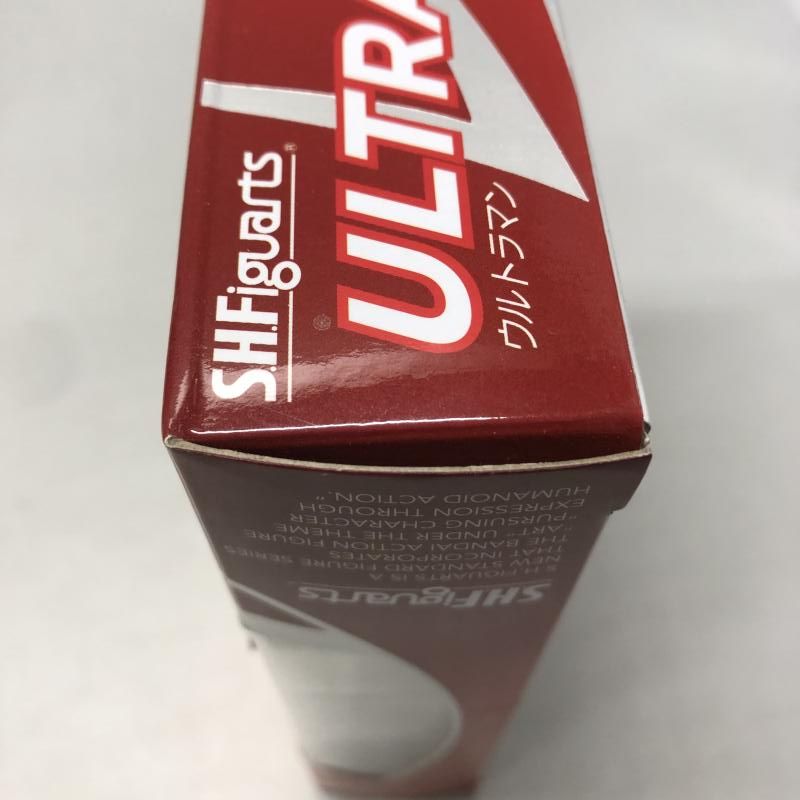 S.H.Figuarts®
ULTRA
ウルトラマン
S.H.Figuarts
S.H.FIGUARTS IS A
NEW STANDARD FIGURE SERIES
THAT INCORPORATES
THE BANDAI ACTION FIGURE
"ART" UNDER THE THEME
"PURSUING CHARACTER
EXPRESSION THROUGH
HUMANOID ACTION."